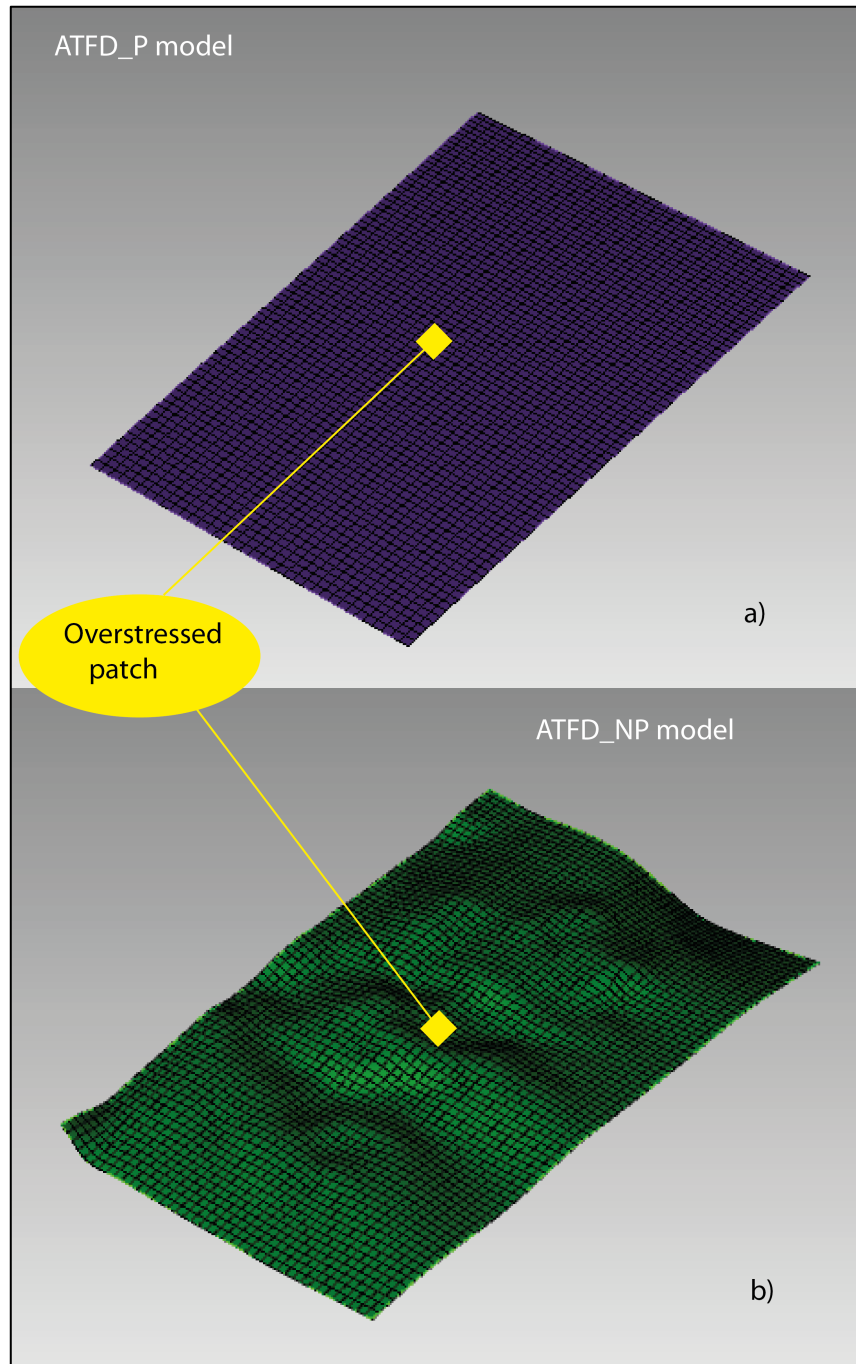 ATFD_P model
a)
Overstressed
patch
ATFD_NP model
b)